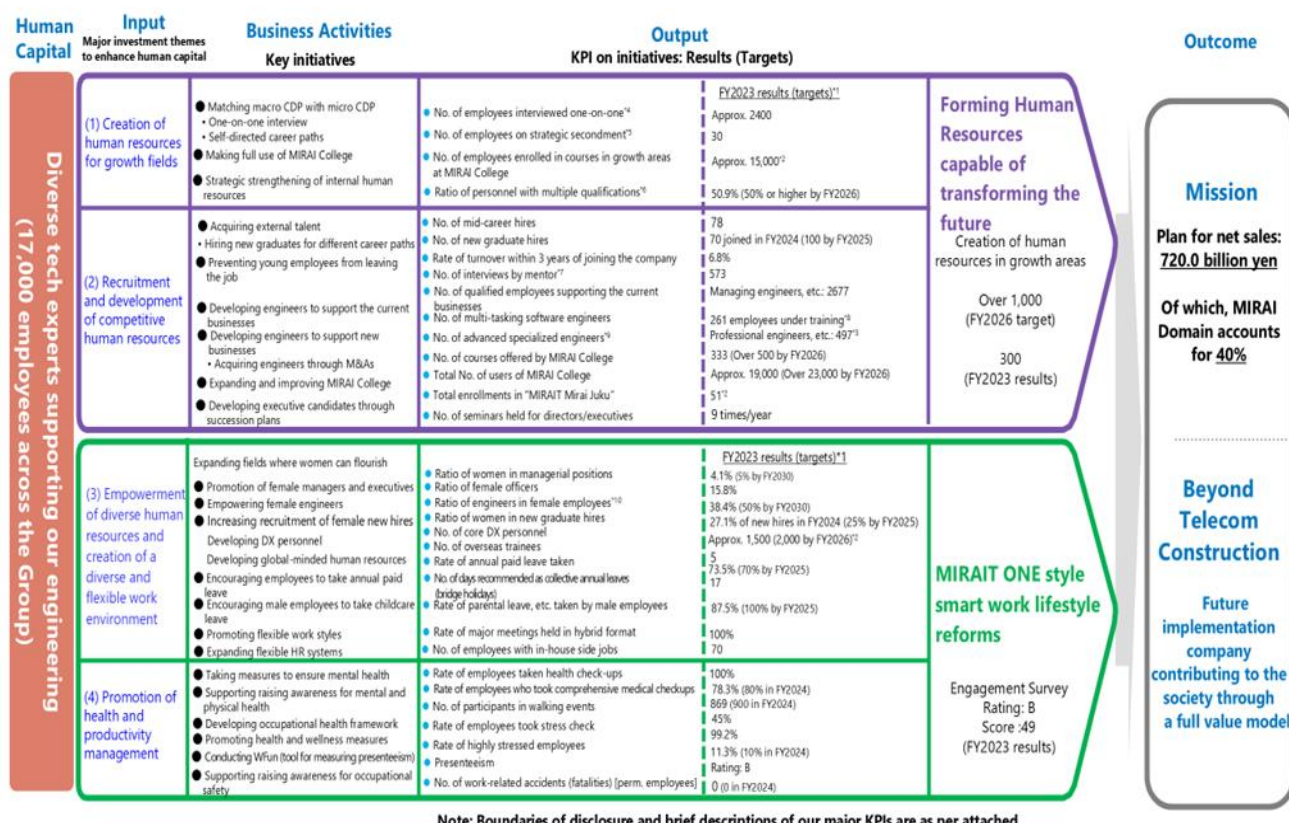 Human
Capital
Input
Major investment themes
to enhance human capital
Business Activities
Key initiatives
Output
KPI on initiatives: Results (Targets)
Outcome
Diverse tech experts supporting our engineering
(17,000 employees across the Group)
(1) Creation of
human resources
for growth fields
● Matching macro CDP with micro CDP
• One-on-one interview
• Self-directed career paths
● Making full use of MIRAI College
● Strategic strengthening of internal human
resources
FY2023 results (targets)*1
● No. of employees interviewed one-on-one*4
Approx. 2400
● No. of employees on strategic secondment*5
30
● No. of employees enrolled in courses in growth areas
at MIRAI College
Approx. 15,000*2
● Ratio of personnel with multiple qualifications*6
50.9% (50% or higher by FY2026)
(2) Recruitment
and development
of competitive
human resources
● Acquiring external talent
• Hiring new graduates for different career paths
● Preventing young employees from leaving
the job
● Developing engineers to support the current
businesses
● Developing engineers to support new
businesses
• Acquiring engineers through M&As
● Expanding and improving MIRAI College
● Developing executive candidates through
succession plans
● No. of mid-career hires
78
● No. of new graduate hires
70 joined in FY2024 (100 by FY2025)
● Rate of turnover within 3 years of joining the company
6.8%
● No. of interviews by mentor*7
573
● No. of qualified employees supporting the current
businesses
Managing engineers, etc.: 2677
● No. of multi-tasking software engineers
261 employees under training*8
● No. of advanced specialized engineers*9
Professional engineers, etc.: 497*3
● No. of courses offered by MIRAI College
333 (Over 500 by FY2026)
● Total No. of users of MIRAI College
Approx. 19,000 (Over 23,000 by FY2026)
● Total enrollments in "MIRAIT Mirai Juku"
51*2
● No. of seminars held for directors/executives
9 times/year
Forming Human
Resources
capable of
transforming the
future
Creation of human
resources in growth areas
Over 1,000
(FY2026 target)
300
(FY2023 results)
(3) Empowerment
of diverse human
resources and
creation of a
diverse and
flexible work
environment
Expanding fields where women can flourish
● Promotion of female managers and executives
● Empowering female engineers
● Increasing recruitment of female new hires
Developing DX personnel
Developing global-minded human resources
● Encouraging employees to take annual paid
leave
● Encouraging male employees to take childcare
leave
● Promoting flexible work styles
● Expanding flexible HR systems
FY2023 results (targets)*1
● Ratio of women in managerial positions
4.1% (5% by FY2030)
● Ratio of female officers
15.8%
● Ratio of engineers in female employees*10
38.4% (50% by FY2030)
● Ratio of women in new graduate hires
27.1% of new hires in FY2024 (25% by FY2025)
● No. of core DX personnel
Approx. 1,500 (2,000 by FY2026)*2
● No. of overseas trainees
5
● Rate of annual paid leave taken
73.5% (70% by FY2025)
● No. of days recommended as collective annual leaves
(bridge holidays)
17
● Rate of parental leave, etc. taken by male employees
87.5% (100% by FY2025)
● Rate of major meetings held in hybrid format
100%
● No. of employees with in-house side jobs
70
(4) Promotion of
health and
productivity
management
● Taking measures to ensure mental health
● Supporting raising awareness for mental and
physical health
● Developing occupational health framework
● Promoting health and wellness measures
● Conducting WFun (tool for measuring presenteeism)
● Supporting raising awareness for occupational
safety
● Rate of employees taken health check-ups
● Rate of employees who took comprehensive medical checkups
● No. of participants in walking events
● Rate of employees took stress check
● Rate of highly stressed employees
● Presenteeism
● No. of work-related accidents (fatalities) [perm. employees]
100%
78.3% (80% in FY2024)
869 (900 in FY2024)
45%
99.2%
11.3% (10% in FY2024)
Rating: B
0 (0 in FY2024)
MIRAIT ONE style
smart work lifestyle
reforms
Engagement Survey
Rating: B
Score :49
(FY2023 results)
Mission
Plan for net sales:
720.0 billion yen
Of which, MIRAI
Domain accounts
for 40%
Beyond
Telecom
Construction
Future
implementation
company
contributing to the
society through
a full value model
Note: Boundaries of disclosure and brief descriptions of our major KPIs are as per attached